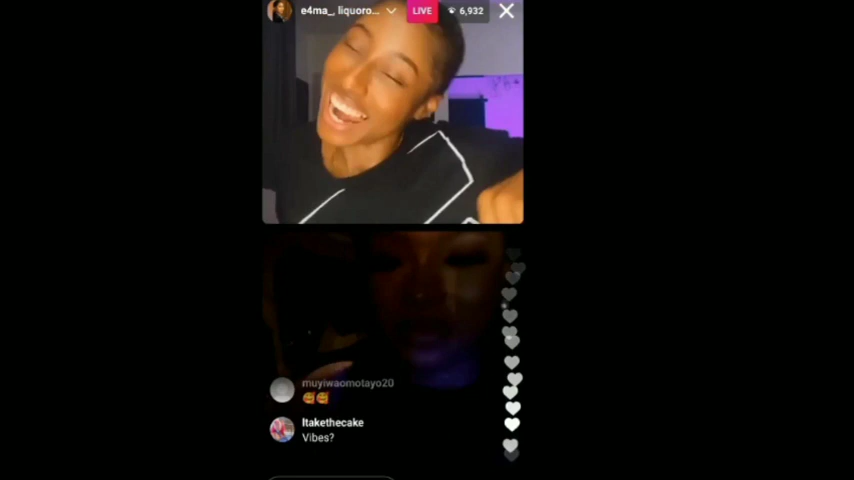 e4ma_, liquoro...
LIVE
6,932
muyiwaomotayo20
🥰🥰
Itakethecake
Vibes?